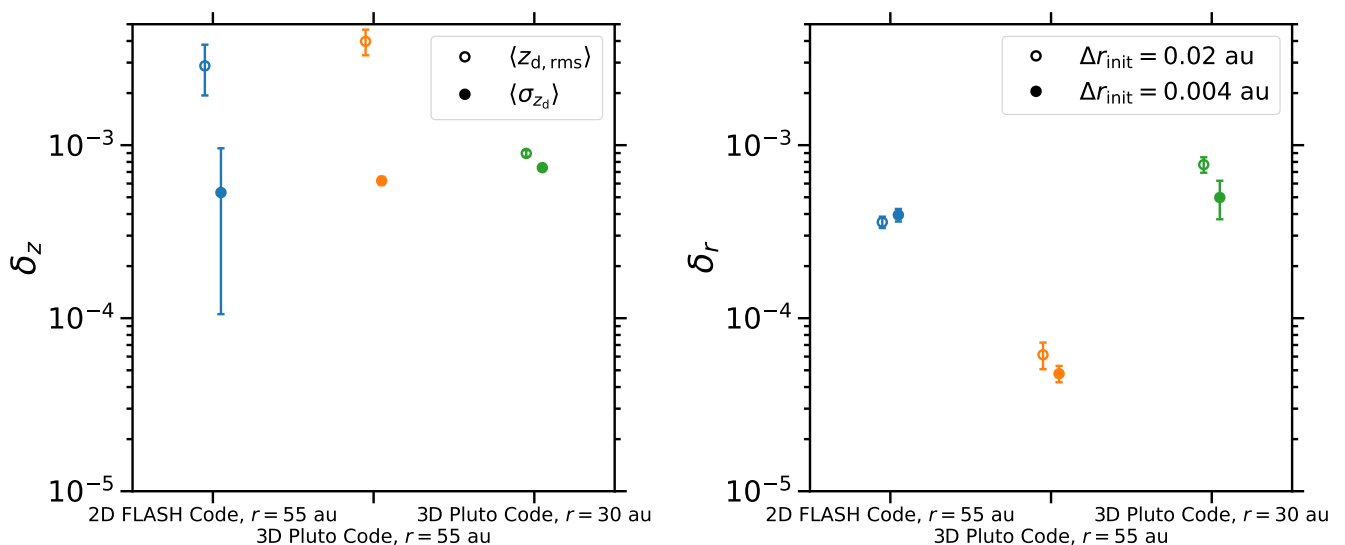 ⟨z_d, rms⟩
⟨σ_z_d⟩
10⁻³
10⁻⁴
10⁻⁵
δ_z
2D FLASH Code, r = 55 au
3D Pluto Code, r = 30 au
3D Pluto Code, r = 55 au
Δr_init = 0.02 au
Δr_init = 0.004 au
10⁻³
10⁻⁴
10⁻⁵
δ_r
2D FLASH Code, r = 55 au
3D Pluto Code, r = 30 au
3D Pluto Code, r = 55 au